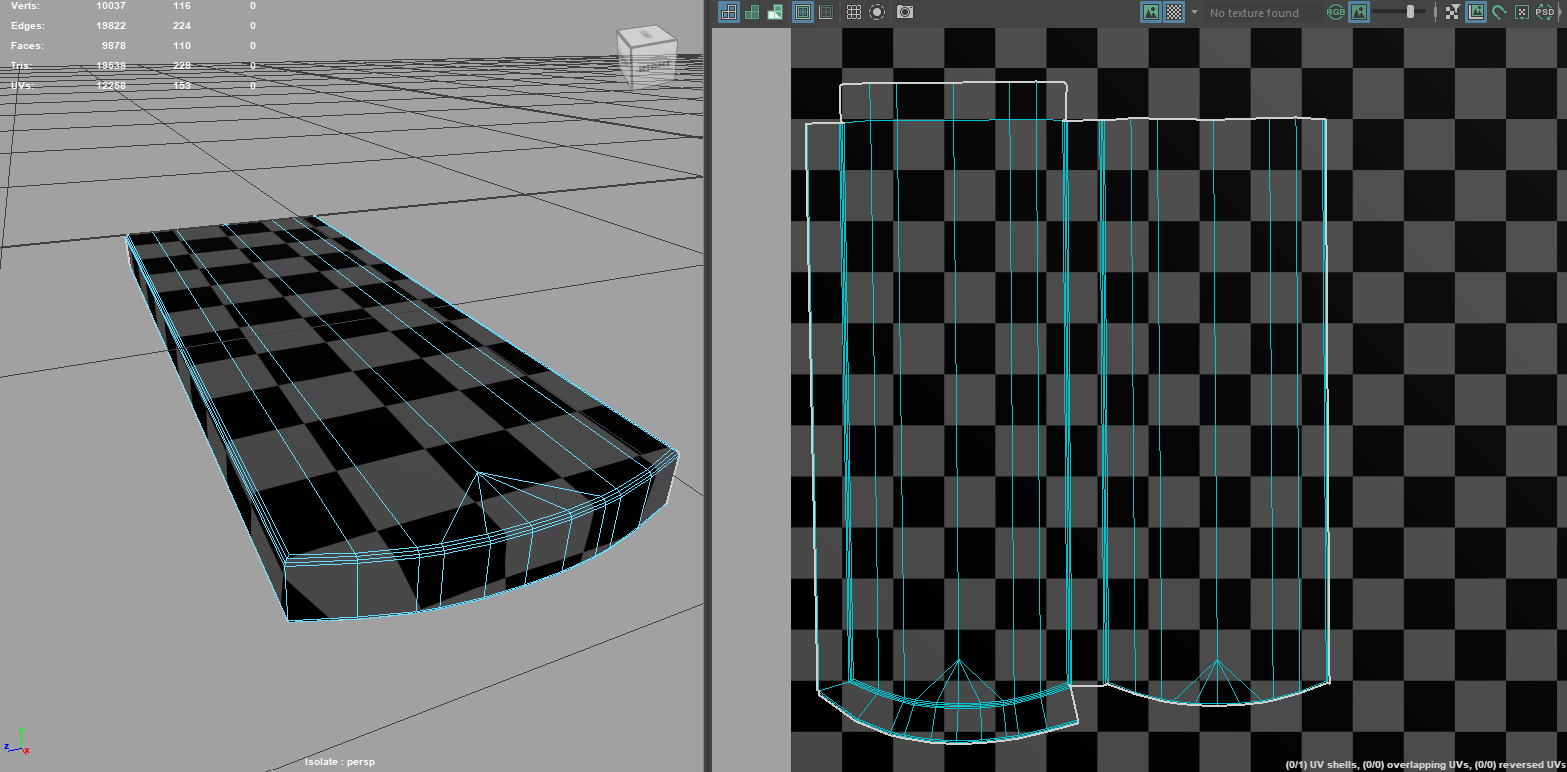 Verts: 10037 116 0
Edges: 19822 224 0
Faces: 9878 110 0
Tris: 19538 228 0
UVs: 12258 153 0
RIGHT
No texture found
RGB
PSD
y
z
x
Isolate : persp
(0/1) UV shells, (0/0) overlapping UVs, (0/0) reversed UVs